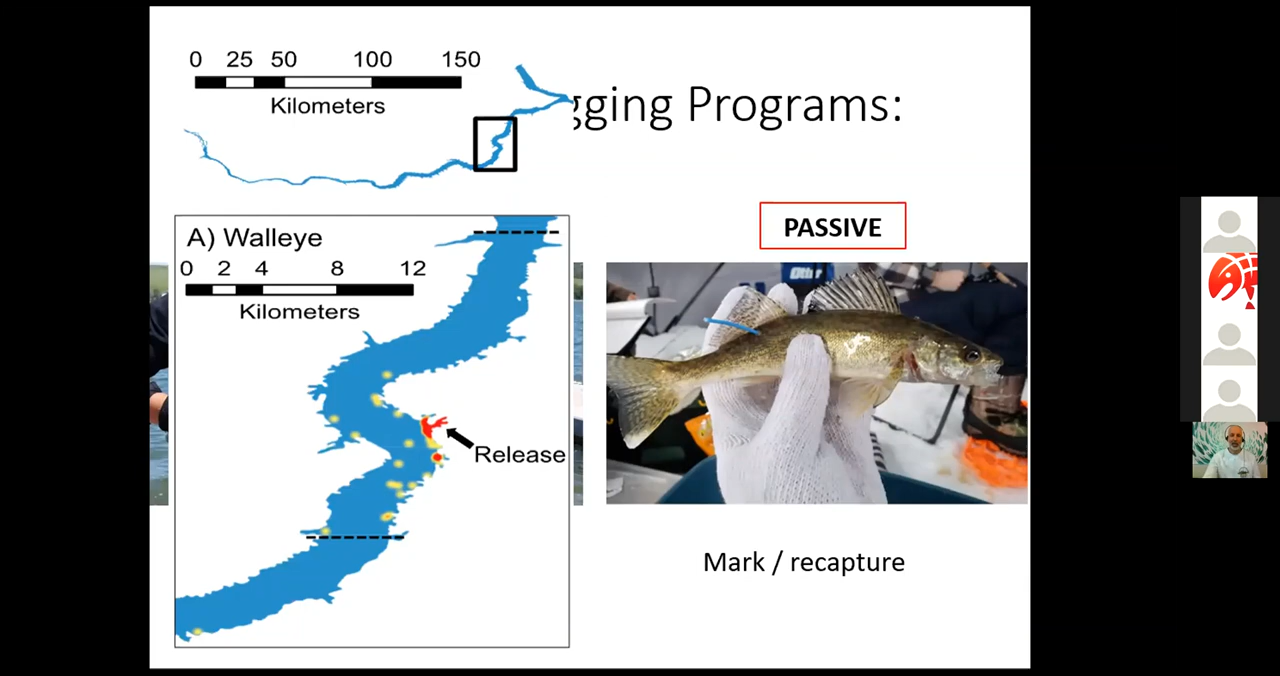 0 25 50 100 150
Kilometers
gging Programs:
A) Walleye
0 2 4 8 12
Kilometers
Release
PASSIVE
Otter
Mark / recapture